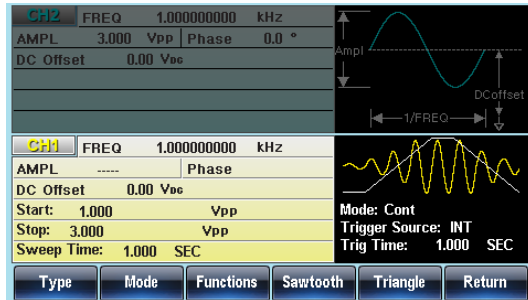 CH2 FREQ 1.000000000 kHz
AMPL 3.000 VPP Phase 0.0 °
DC Offset 0.00 VDC
Ampl
DCoffset
1/FREQ
CH1 FREQ 1.000000000 kHz
AMPL ----- Phase
DC Offset 0.00 VDC
Start: 1.000 Vpp
Stop: 3.000 Vpp
Sweep Time: 1.000 SEC
Mode: Cont
Trigger Source: INT
Trig Time: 1.000 SEC
Type Mode Functions Sawtooth Triangle Return